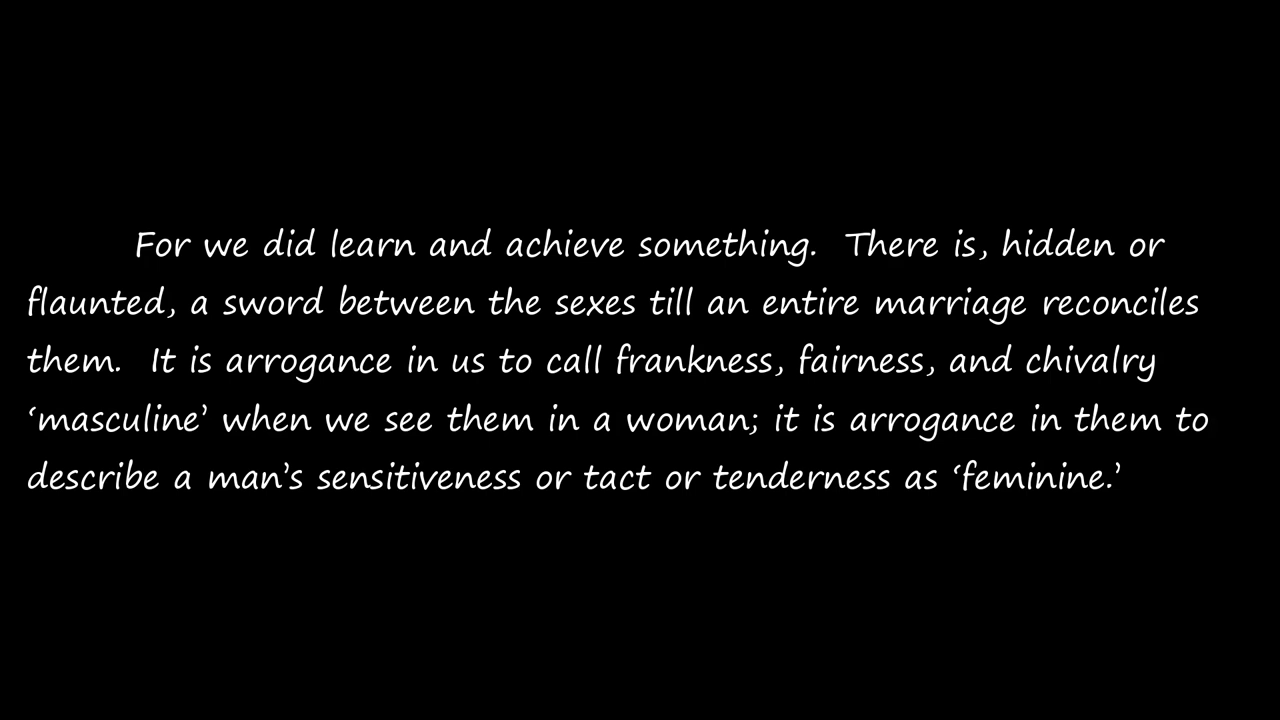 For we did learn and achieve something.  There is, hidden or
flaunted, a sword between the sexes till an entire marriage reconciles
them.  It is arrogance in us to call frankness, fairness, and chivalry
‘masculine’ when we see them in a woman; it is arrogance in them to
describe a man’s sensitiveness or tact or tenderness as ‘feminine.’